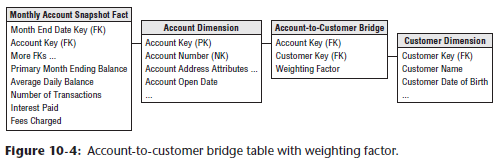 Monthly Account Snapshot Fact
Month End Date Key (FK)
Account Key (FK)
More FKs ...
Primary Month Ending Balance
Average Daily Balance
Number of Transactions
Interest Paid
Fees Charged
Account Dimension
Account Key (PK)
Account Number (NK)
Account Address Attributes ...
Account Open Date
...
Account-to-Customer Bridge
Account Key (FK)
Customer Key (FK)
Weighting Factor
Customer Dimension
Customer Key (FK)
Customer Name
Customer Date of Birth
...
Figure 10-4: Account-to-customer bridge table with weighting factor.